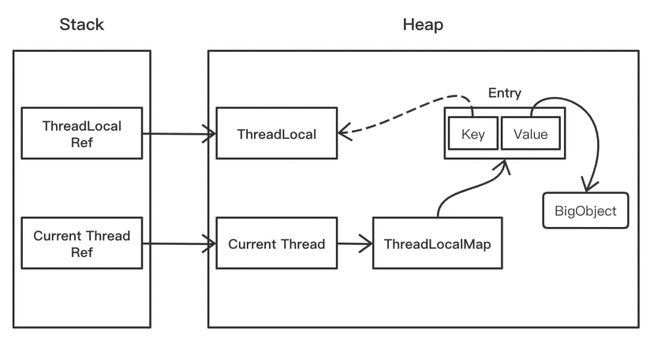 Stack
Heap
Entry
ThreadLocal
Ref
ThreadLocal
Key
Value
BigObject
Current Thread
Ref
Current Thread
ThreadLocalMap